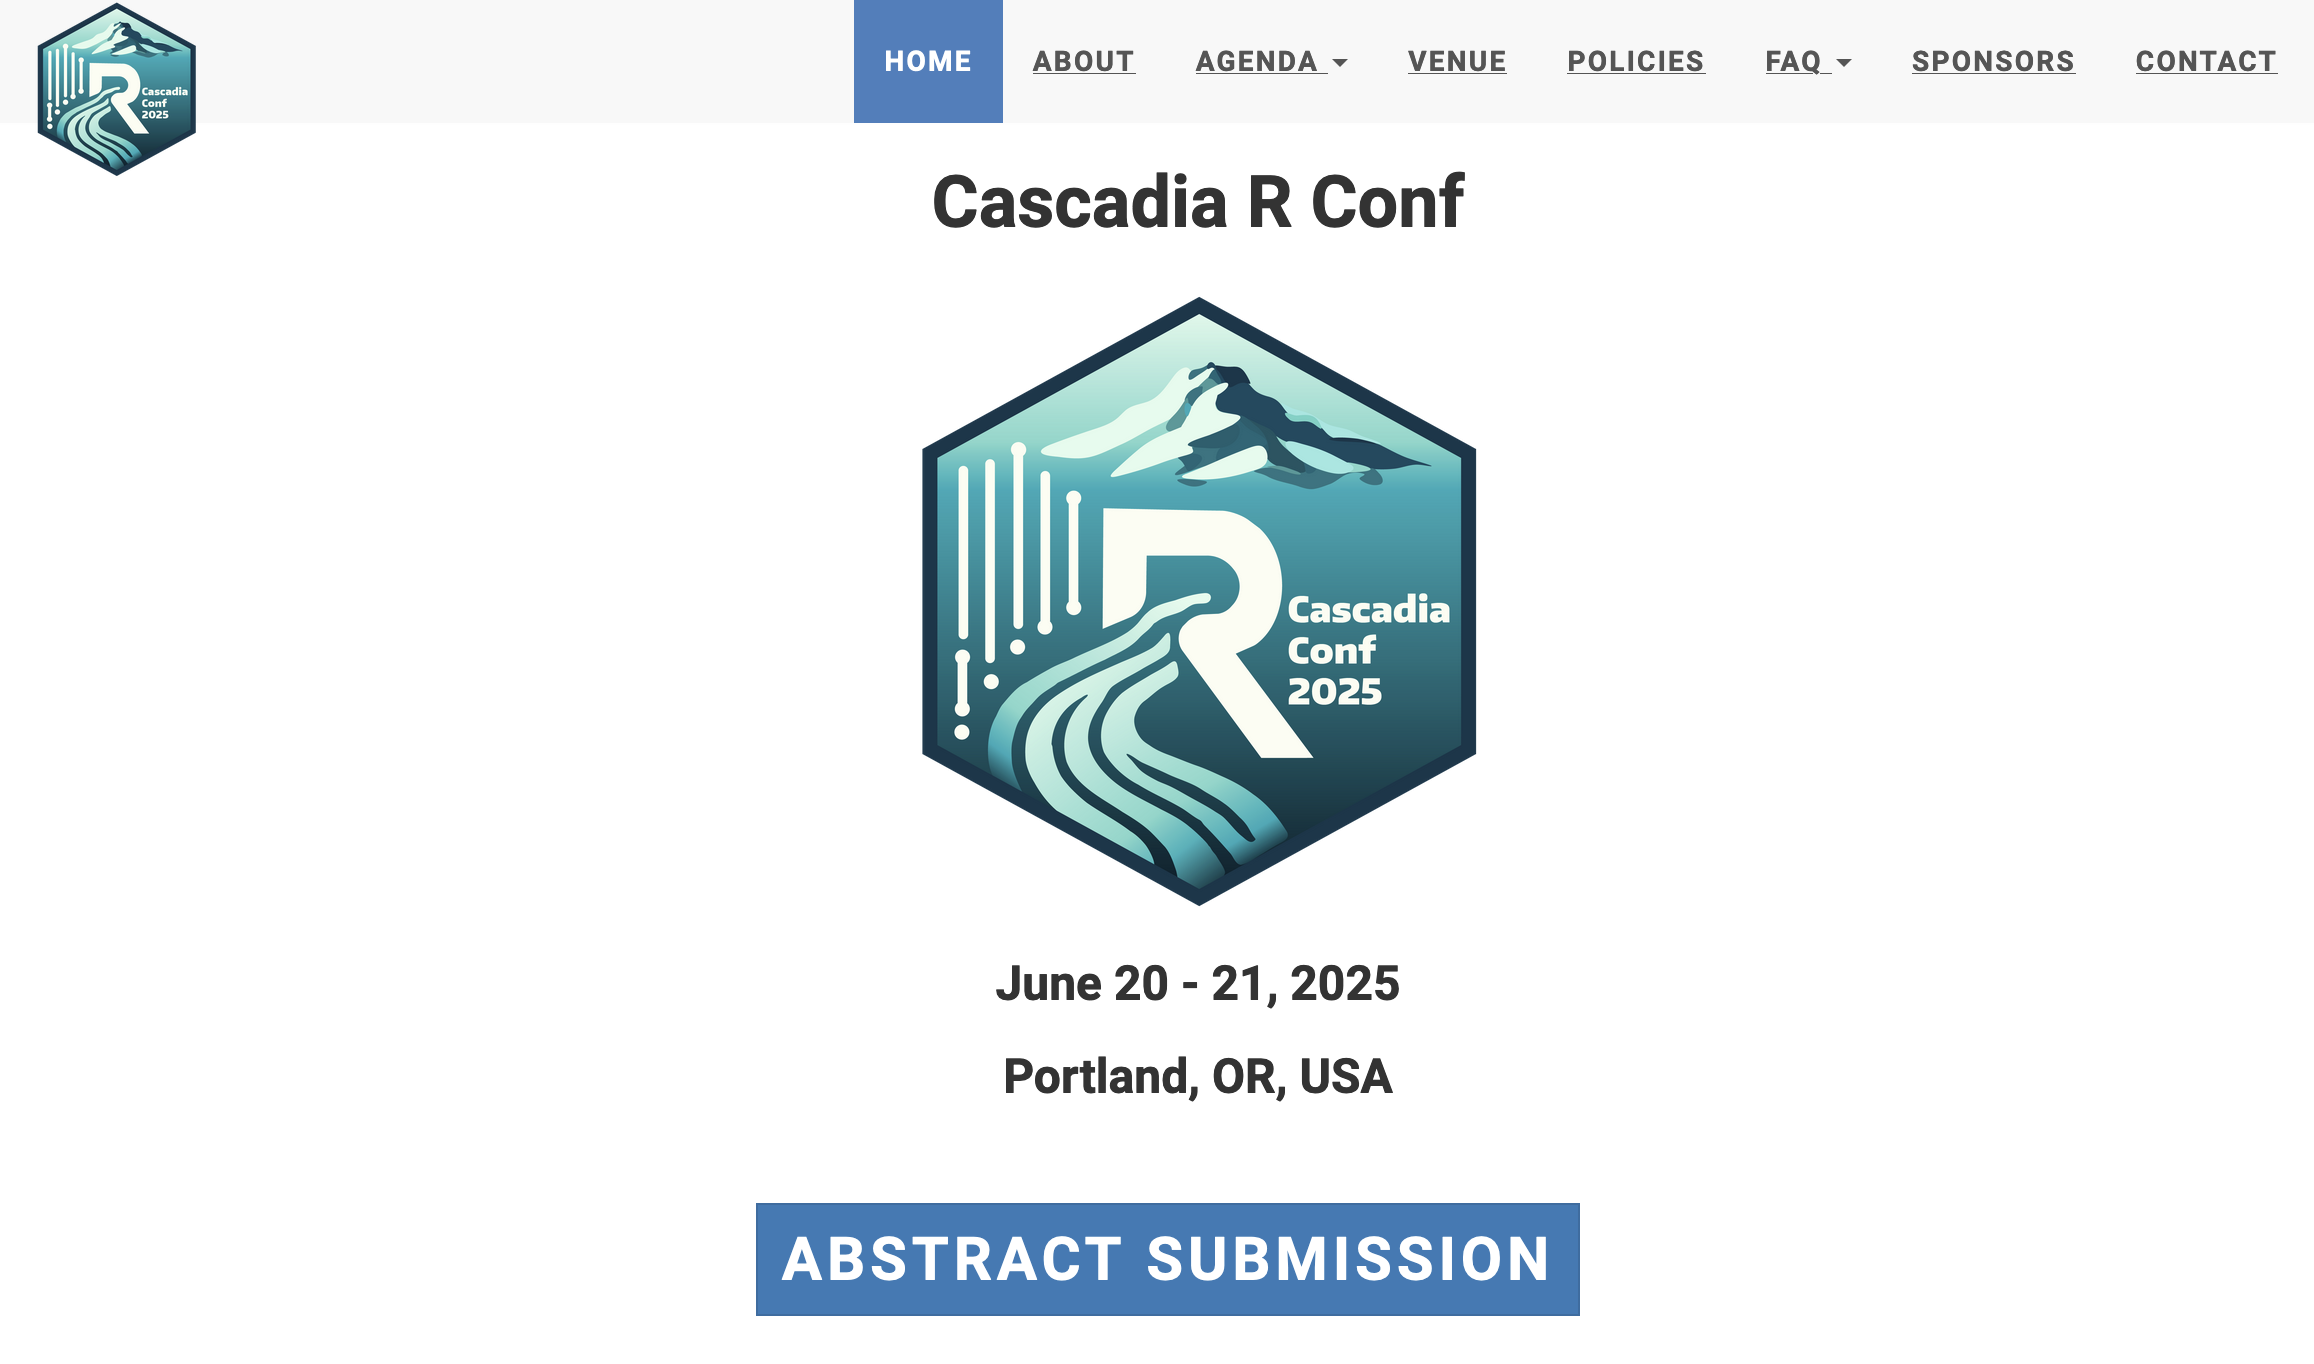 Cascadia
Conf
2025
HOME ABOUT AGENDA VENUE POLICIES FAQ SPONSORS CONTACT
Cascadia R Conf
R
Cascadia
Conf
2025
June 20 - 21, 2025
Portland, OR, USA
ABSTRACT SUBMISSION